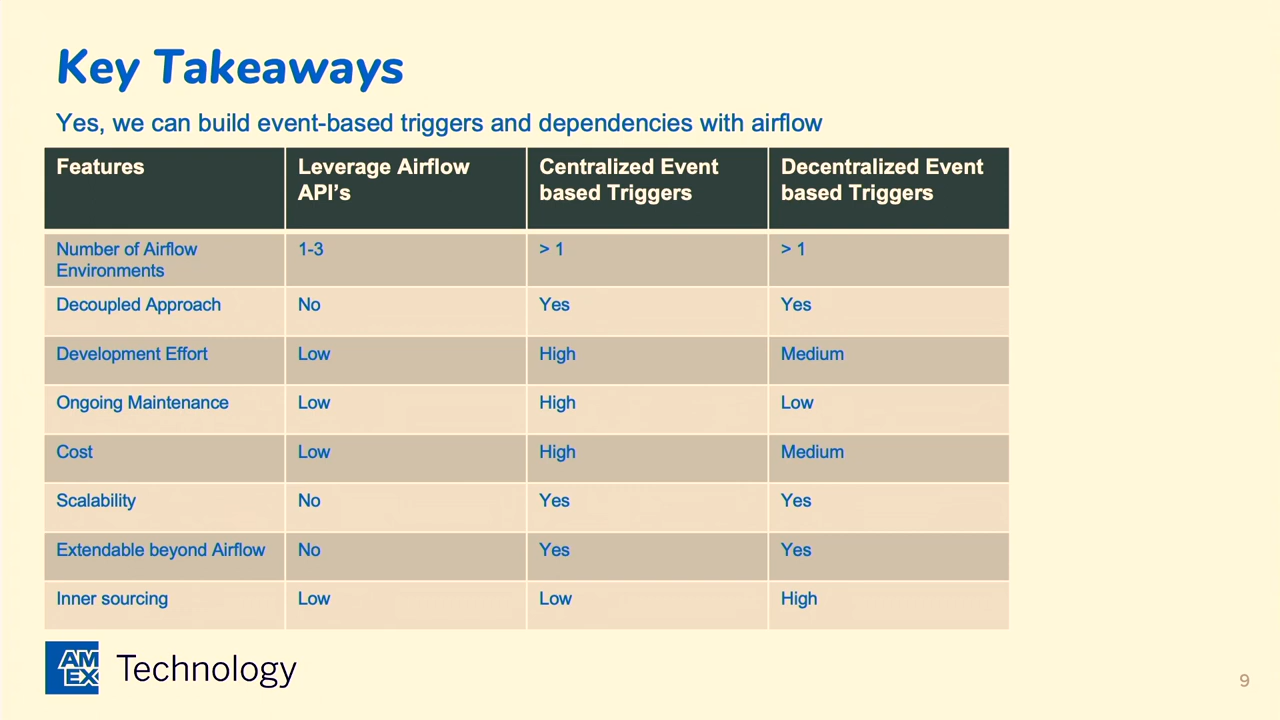 Key Takeaways
Yes, we can build event-based triggers and dependencies with airflow
Features
Leverage Airflow
API's
Centralized Event
based Triggers
Decentralized Event
based Triggers
Number of Airflow
Environments
1-3
> 1
> 1
Decoupled Approach
No
Yes
Yes
Development Effort
Low
High
Medium
Ongoing Maintenance
Low
High
Low
Cost
Low
High
Medium
Scalability
No
Yes
Yes
Extendable beyond Airflow
No
Yes
Yes
Inner sourcing
Low
Low
High
AM
EX
Technology
9